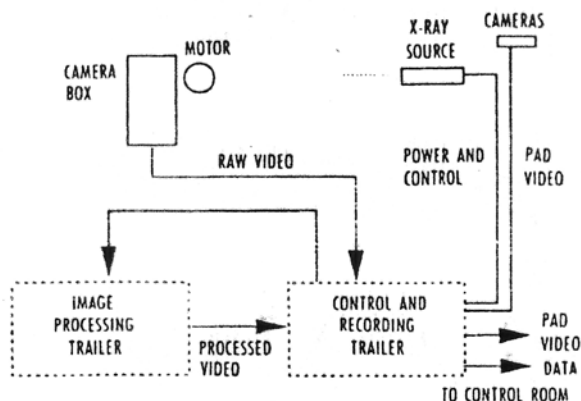 CAMERAS
X-RAY
SOURCE
MOTOR
CAMERA
BOX
RAW VIDEO
POWER AND
CONTROL
PAD
VIDEO
IMAGE
PROCESSING
TRAILER
PROCESSED
VIDEO
CONTROL AND
RECORDING
TRAILER
PAD
VIDEO
DATA
TO CONTROL ROOM